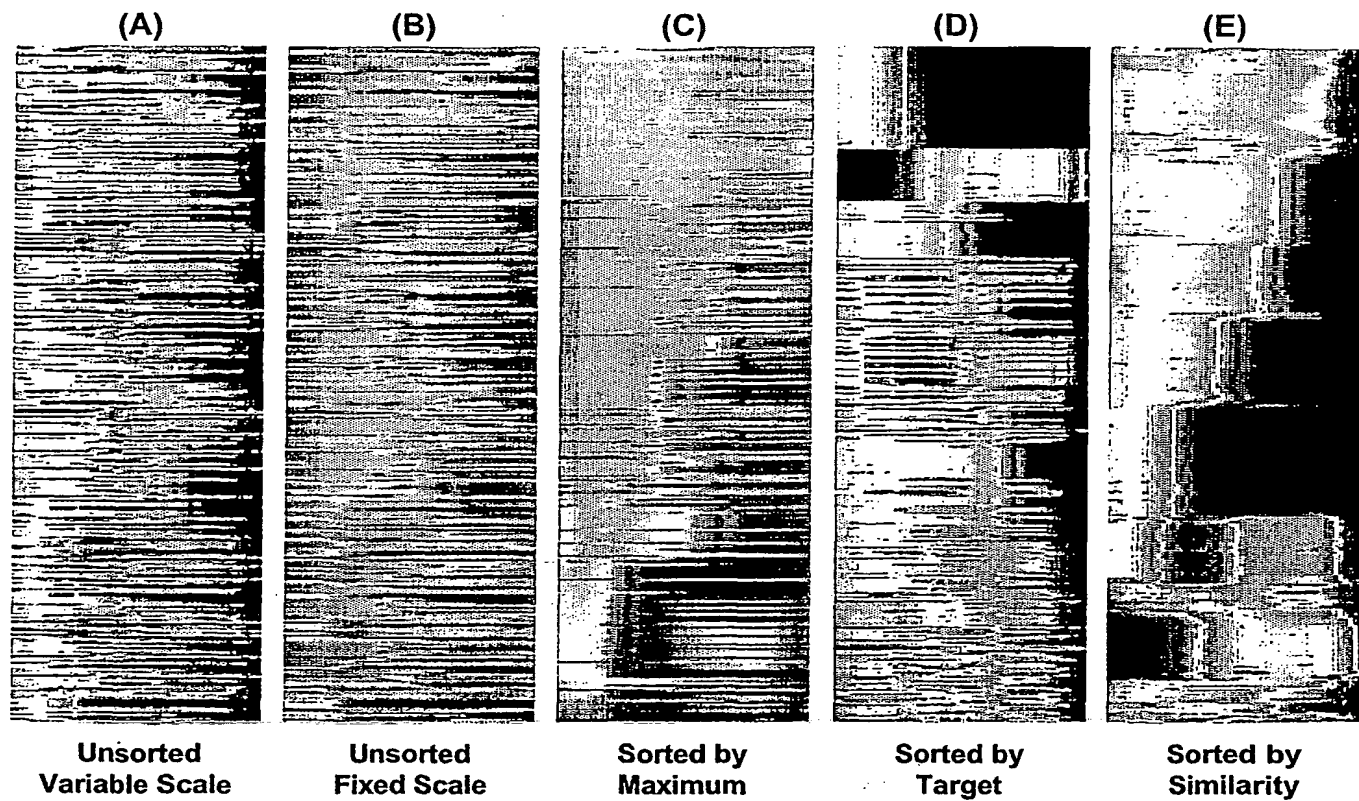 (A) (B) (C) (D) (E)
Unsorted Unsorted Sorted by Sorted by Sorted by
Variable Scale Fixed Scale Maximum Target Similarity